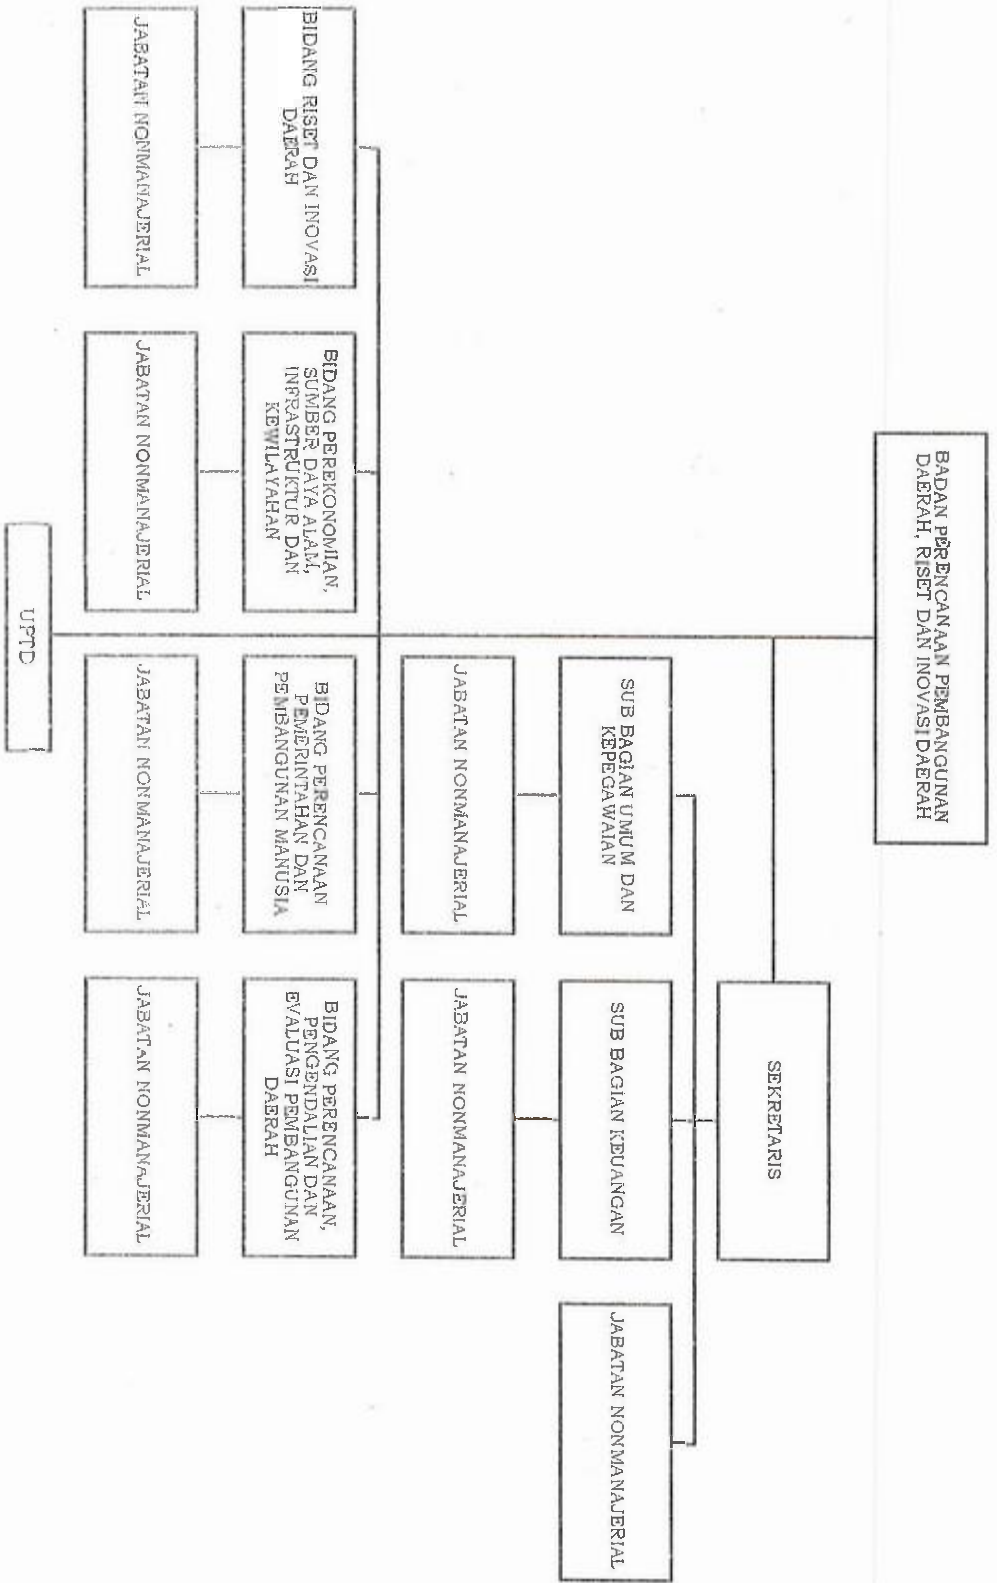 BADAN PERENCANAAN PEMBANGUNAN
DAERAH, RISET DAN INOVASI DAERAH
SEKRETARIS
SUB BAGIAN UMUM DAN
KEPEGAWAIAN
SUB BAGIAN KEUANGAN
JABATAN NONMANAJERIAL
JABATAN NONMANAJERIAL
JABATAN NONMANAJERIAL
BIDANG RISET DAN INOVASI
DAERAH
BIDANG PEREKONOMIAN,
SUMBER DAYA ALAM,
INFRASTRUKTUR DAN
KEWILAYAHAN
BIDANG PERENCANAAN
PEMERINTAHAN DAN
PEMBANGUNAN MANUSIA
BIDANG PERENCANAAN,
PENGENDALIAN DAN
EVALUASI PEMBANGUNAN
DAERAH
JABATAN NONMANAJERIAL
JABATAN NONMANAJERIAL
JABATAN NONMANAJERIAL
JABATAN NONMANAJERIAL
UPTD